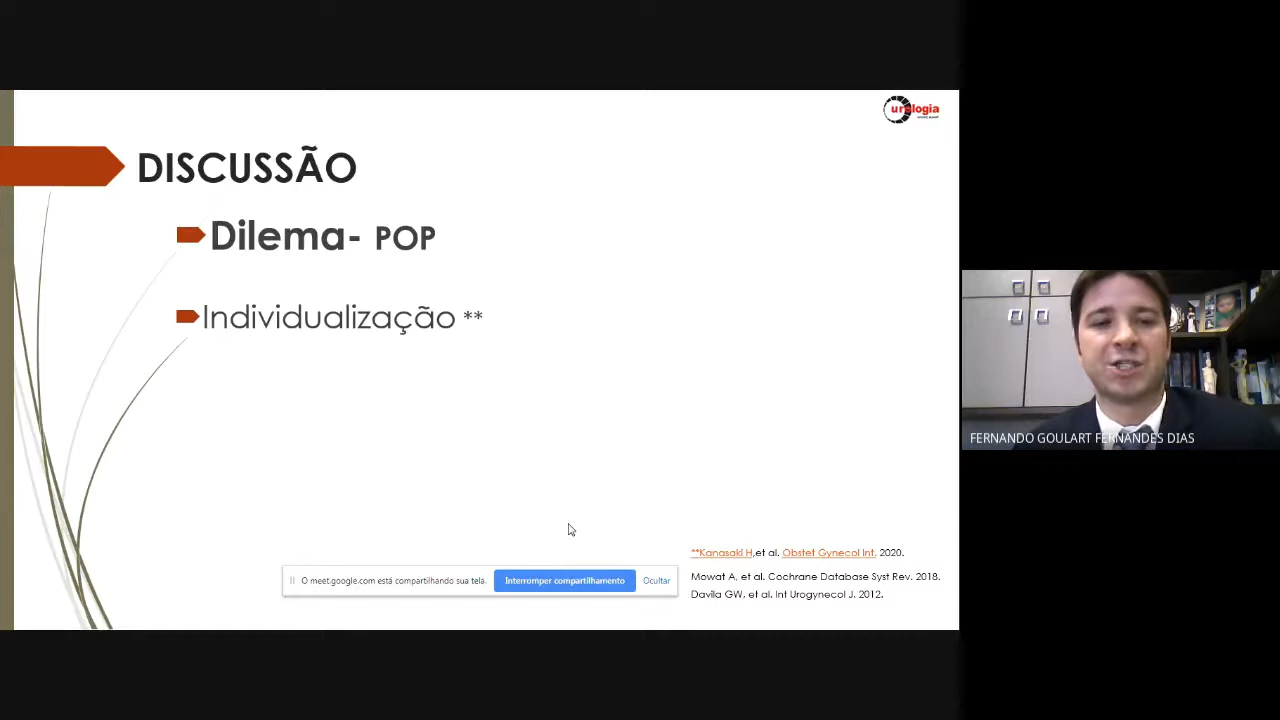 urologia
DISCUSSÃO
Dilema- POP
Individualização **
**Kanasaki H,et al. Obstet Gynecol Int. 2020.
Mowat A, et al. Cochrane Database Syst Rev. 2018.
Davila GW, et al. Int Urogynecol J. 2012.
O meet.google.com está compartilhando sua tela.
Interromper compartilhamento
Ocultar
FERNANDO GOULART FERNANDES DIAS